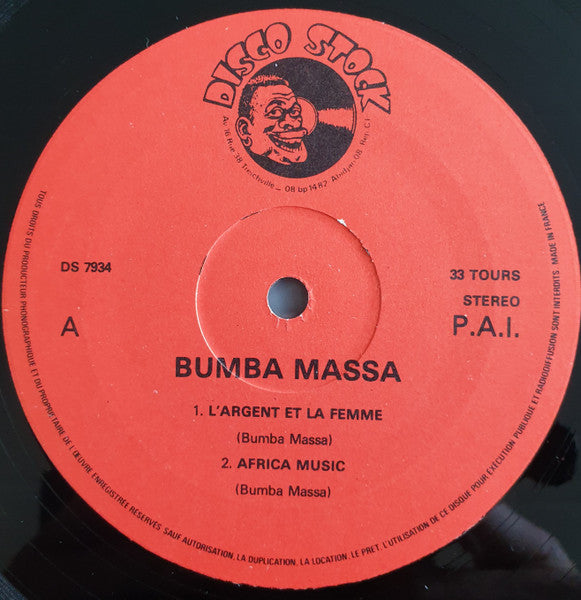 DISCO STOCK
Av. 16 Rue 38 Treichville_ 08 bp 1482 Abidjan 08 Rep. C.I
DS 7934
33 TOURS
STEREO
A
P.A.I.
BUMBA MASSA
1. L'ARGENT ET LA FEMME
(Bumba Massa)
2. AFRICA MUSIC
(Bumba Massa)
TOUS DROITS DU PRODUCTEUR PHONOGRAPHIQUE ET DU PROPRIETAIRE DE L'ŒUVRE ENREGISTREE RESERVES. SAUF AUTORISATION, LA DUPLICATION, LA LOCATION, LE PRET, L'UTILISATION DE CE DISQUE POUR EXECUTION PUBLIQUE ET RADIODIFFUSION SONT INTERDITS MADE IN FRANCE